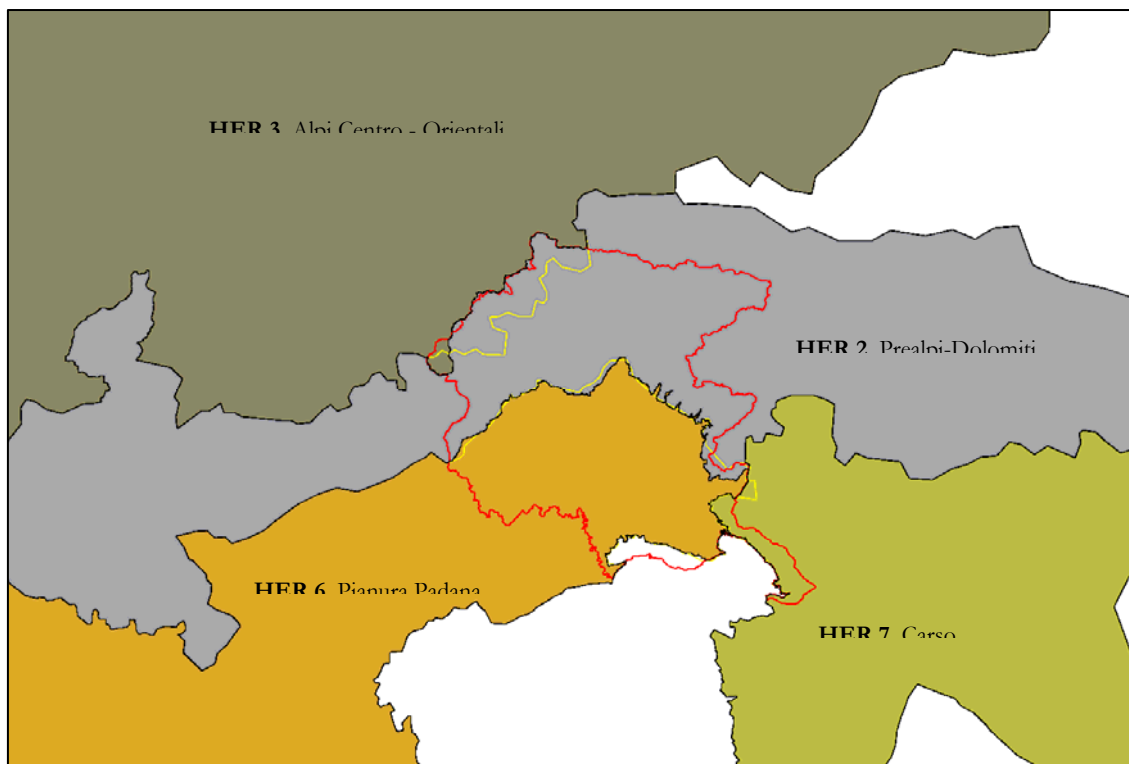 HER 3 Alpi Centro - Orientali
HER 2 Prealpi-Dolomiti
HER 6 Pianura Padana
HER 7 Carso